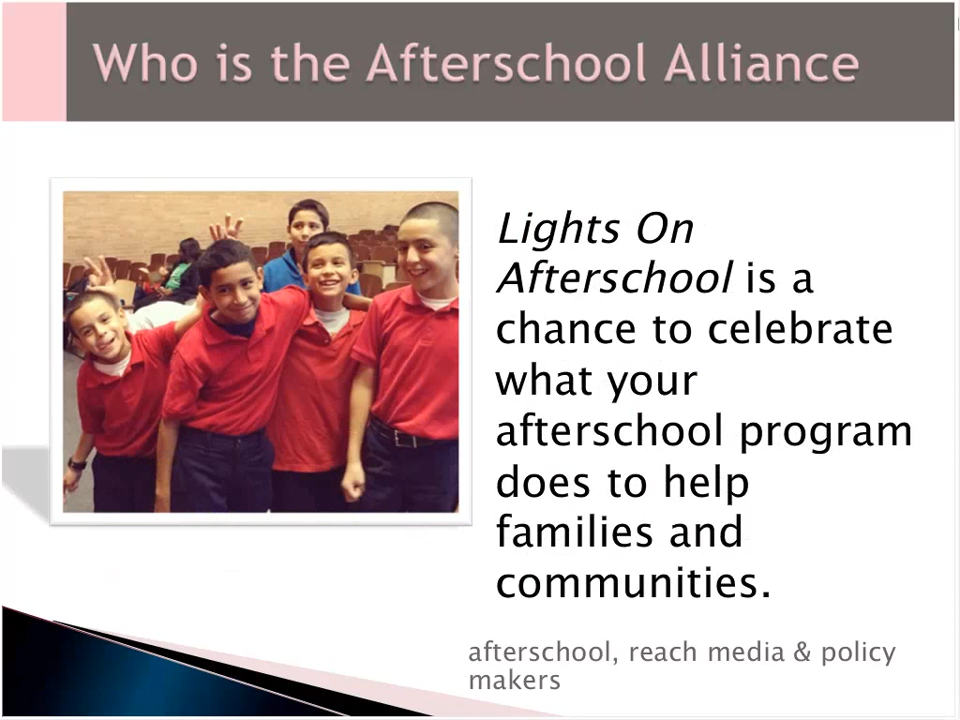 Who is the Afterschool Alliance
Lights On
Afterschool is a
chance to celebrate
what your
afterschool program
does to help
families and
communities.
afterschool, reach media & policy
makers